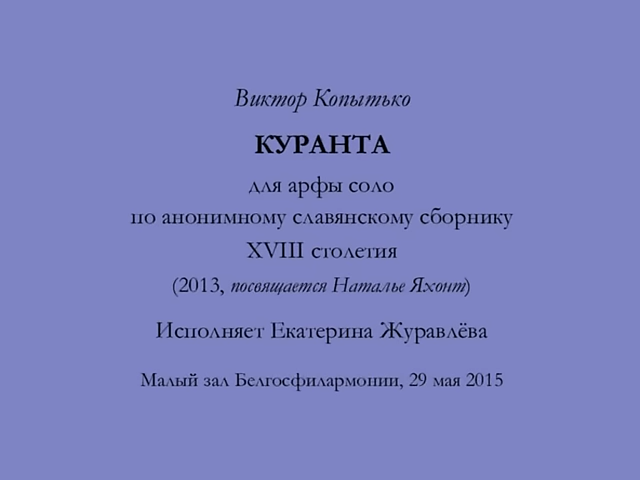 Виктор Копытько
КУРАНТА
для арфы соло
по анонимному славянскому сборнику
XVIII столетия
(2013, посвящается Наталье Яхонт)
Исполняет Екатерина Журавлёва
Малый зал Белгосфилармонии, 29 мая 2015